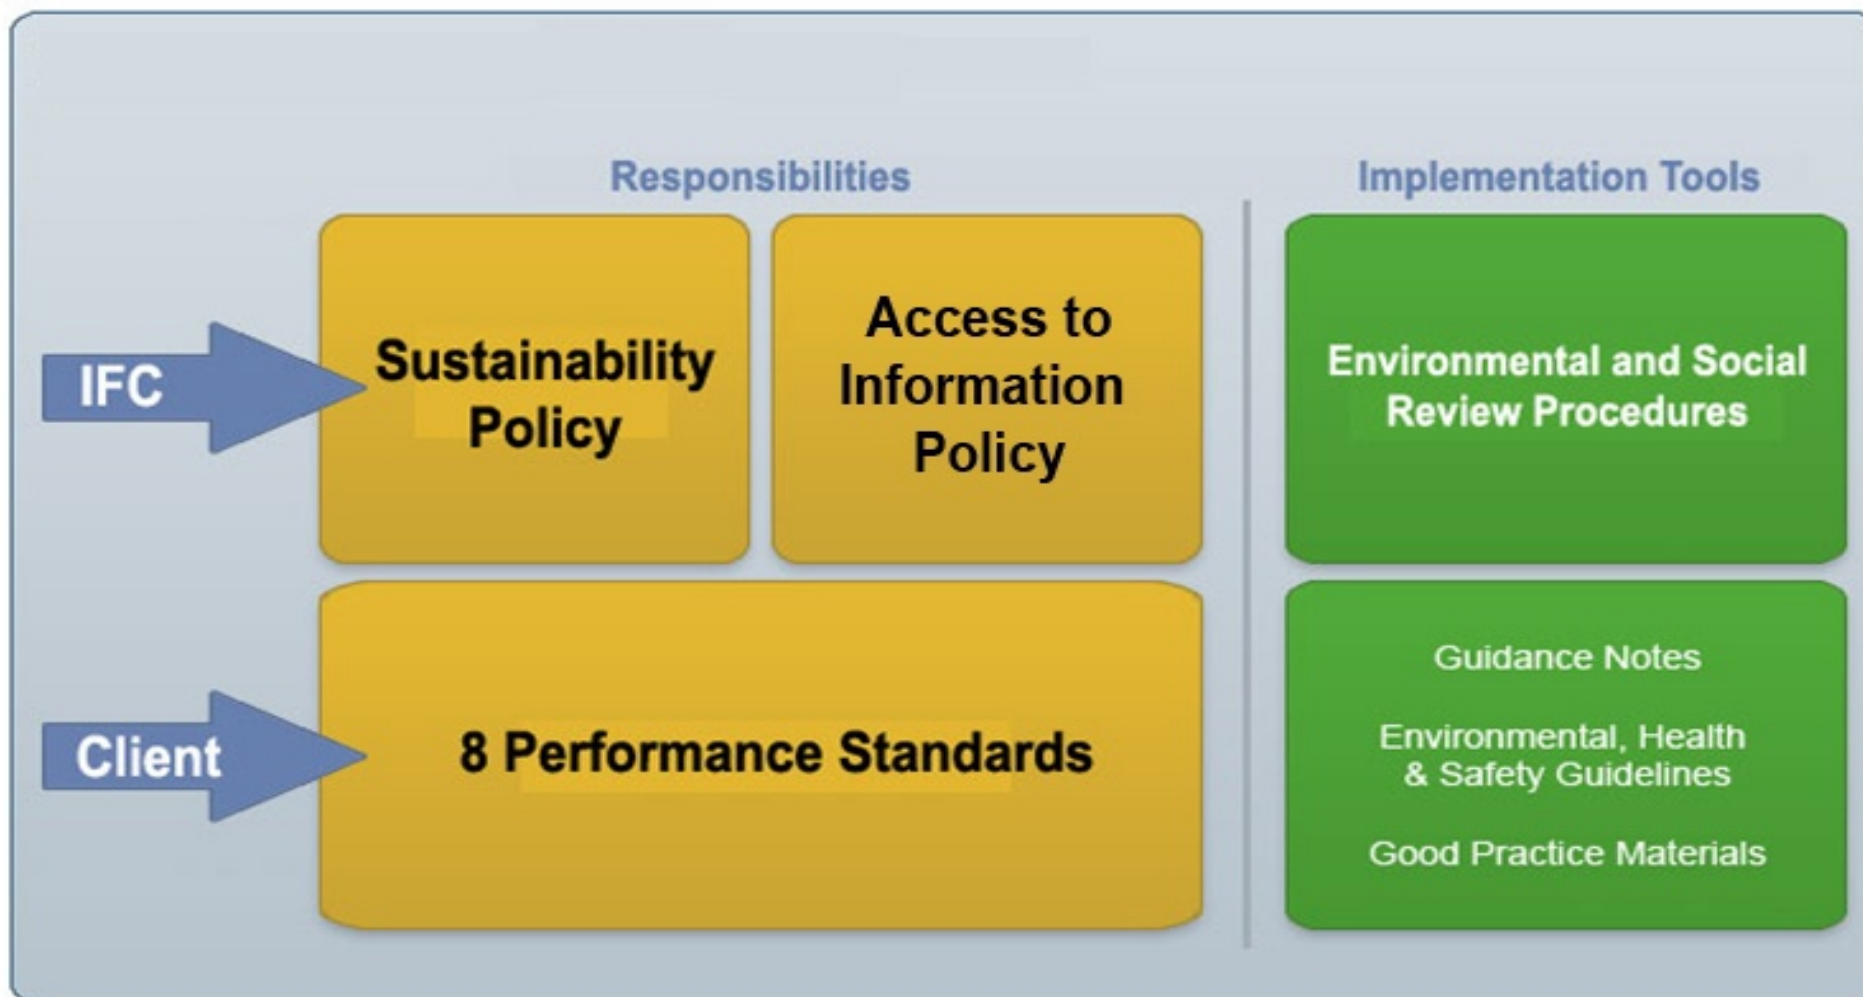 Responsibilities
Implementation Tools
IFC
Sustainability
Policy
Access to
Information
Policy
Environmental and Social
Review Procedures
Client
8 Performance Standards
Guidance Notes
Environmental, Health
& Safety Guidelines
Good Practice Materials